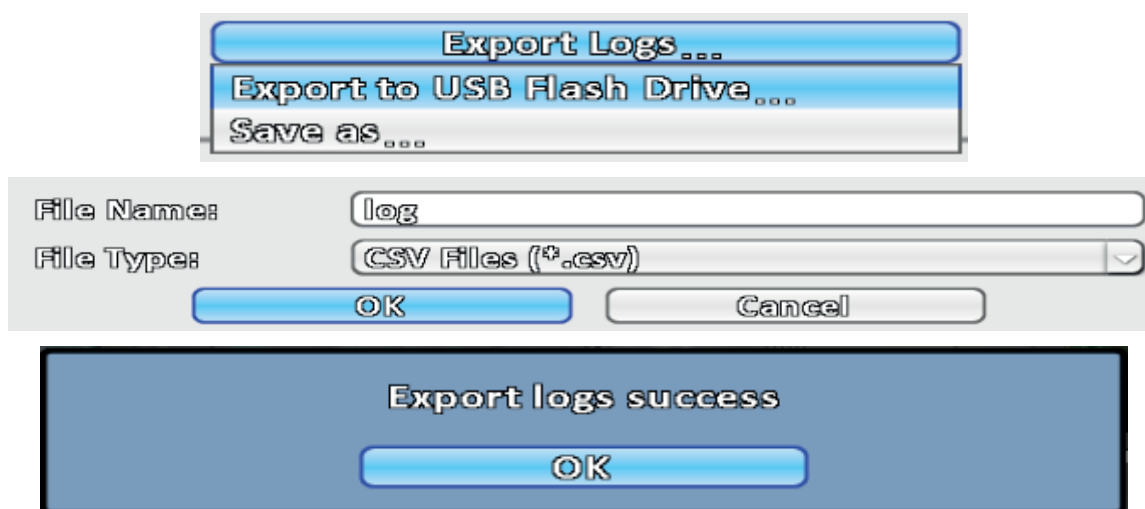 Export Logs...
Export to USB Flash Drive...
Save as...
File Name: log
File Type: CSV Files (*.csv)
OK Cancel
Export logs success
OK